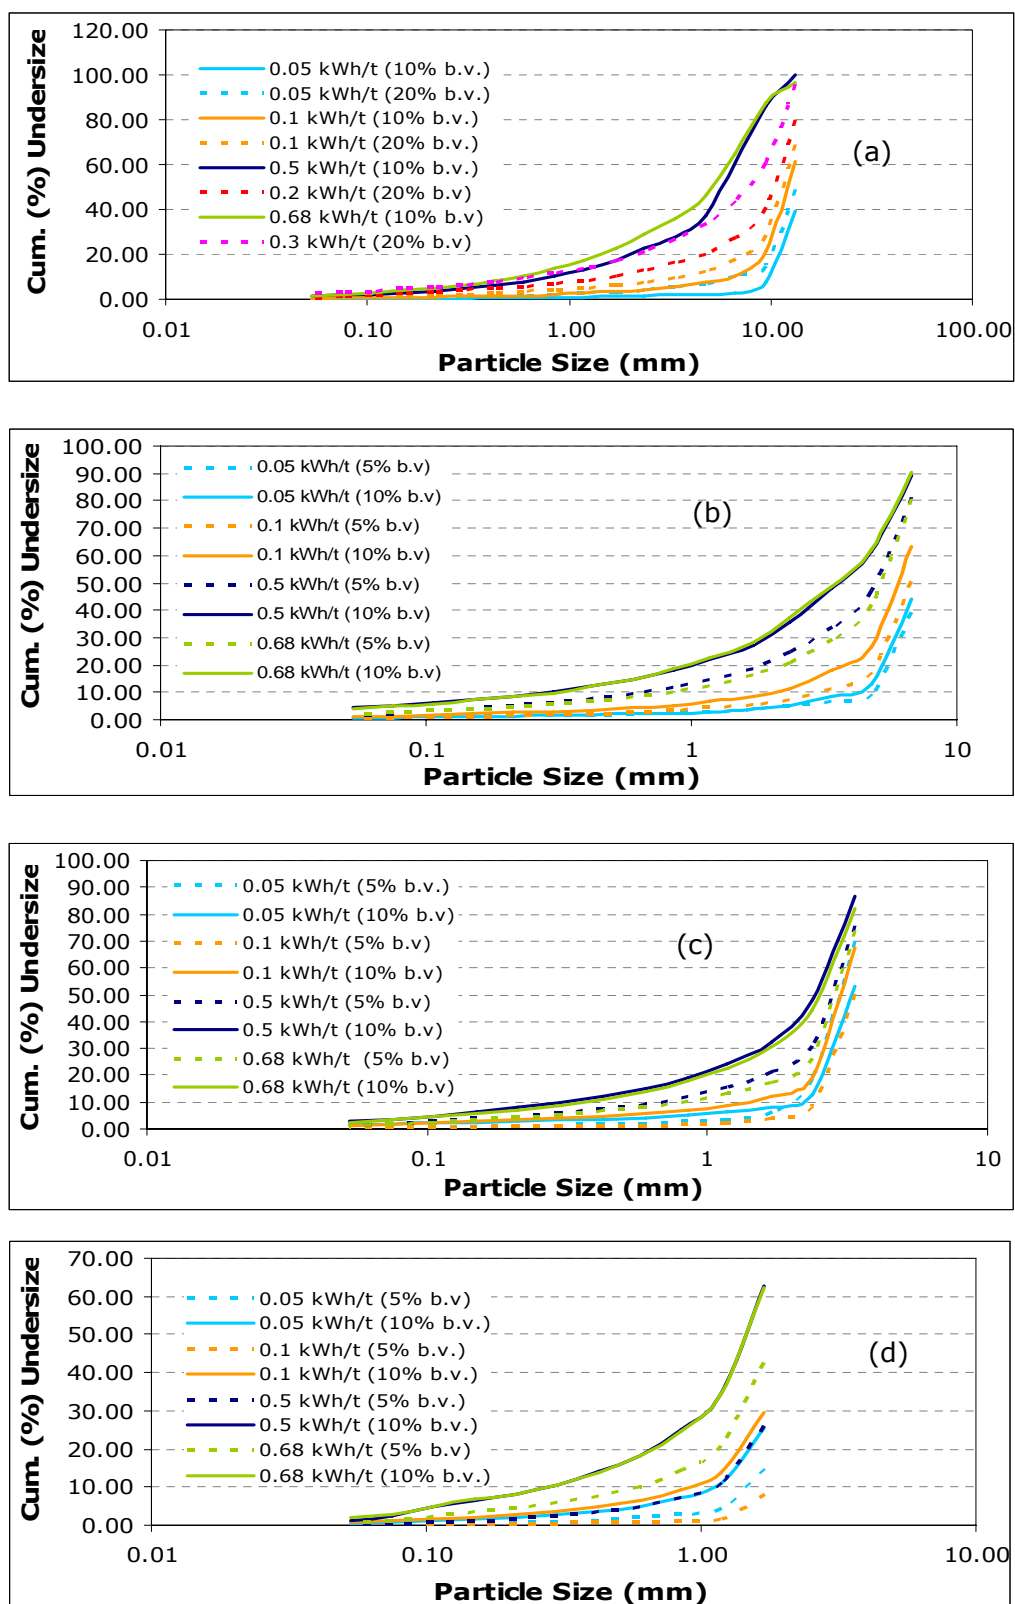 Cum. (%) Undersize
120.00
100.00
80.00
60.00
40.00
20.00
0.00
0.05 kWh/t (10% b.v.)
0.05 kWh/t (20% b.v.)
0.1 kWh/t (10% b.v.)
0.1 kWh/t (20% b.v.)
0.5 kWh/t (10% b.v.)
0.2 kWh/t (20% b.v)
0.68 kWh/t (10% b.v)
0.3 kWh/t (20% b.v)
(a)
0.01 0.10 1.00 10.00 100.00
Particle Size (mm)
Cum. (%) Undersize
100.00
90.00
80.00
70.00
60.00
50.00
40.00
30.00
20.00
10.00
0.00
0.05 kWh/t (5% b.v)
0.05 kWh/t (10% b.v)
0.1 kWh/t (5% b.v)
0.1 kWh/t (10% b.v)
0.5 kWh/t (5% b.v)
0.5 kWh/t (10% b.v)
0.68 kWh/t (5% b.v)
0.68 kWh/t (10% b.v)
(b)
0.01 0.1 1 10
Particle Size (mm)
Cum. (%) Undersize
100.00
90.00
80.00
70.00
60.00
50.00
40.00
30.00
20.00
10.00
0.00
0.05 kWh/t (5% b.v.)
0.05 kWh/t (10% b.v)
0.1 kWh/t (5% b.v)
0.1 kWh/t (10% b.v)
0.5 kWh/t (5% b.v)
0.5 kWh/t (10% b.v)
0.68 kWh/t (5% b.v)
0.68 kWh/t (10% b.v)
(c)
0.01 0.1 1 10
Particle Size (mm)
Cum. (%) Undersize
70.00
60.00
50.00
40.00
30.00
20.00
10.00
0.00
0.05 kWh/t (5% b.v)
0.05 kWh/t (10% b.v.)
0.1 kWh/t (5% b.v.)
0.1 kWh/t (10% b.v.)
0.5 kWh/t (5% b.v.)
0.5 kWh/t (10% b.v.)
0.68 kWh/t (5% b.v)
0.68 kWh/t (10% b.v.)
(d)
0.01 0.10 1.00 10.00
Particle Size (mm)